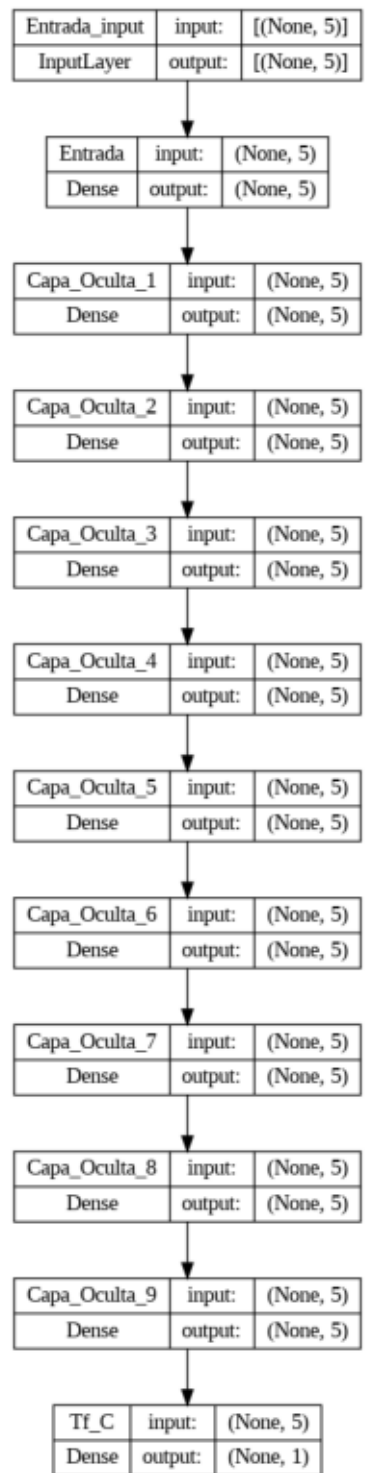 Entrada_input input: [(None, 5)]
InputLayer output: [(None, 5)]
Entrada input: (None, 5)
Dense output: (None, 5)
Capa_Oculta_1 input: (None, 5)
Dense output: (None, 5)
Capa_Oculta_2 input: (None, 5)
Dense output: (None, 5)
Capa_Oculta_3 input: (None, 5)
Dense output: (None, 5)
Capa_Oculta_4 input: (None, 5)
Dense output: (None, 5)
Capa_Oculta_5 input: (None, 5)
Dense output: (None, 5)
Capa_Oculta_6 input: (None, 5)
Dense output: (None, 5)
Capa_Oculta_7 input: (None, 5)
Dense output: (None, 5)
Capa_Oculta_8 input: (None, 5)
Dense output: (None, 5)
Capa_Oculta_9 input: (None, 5)
Dense output: (None, 5)
Tf_C input: (None, 5)
Dense output: (None, 1)